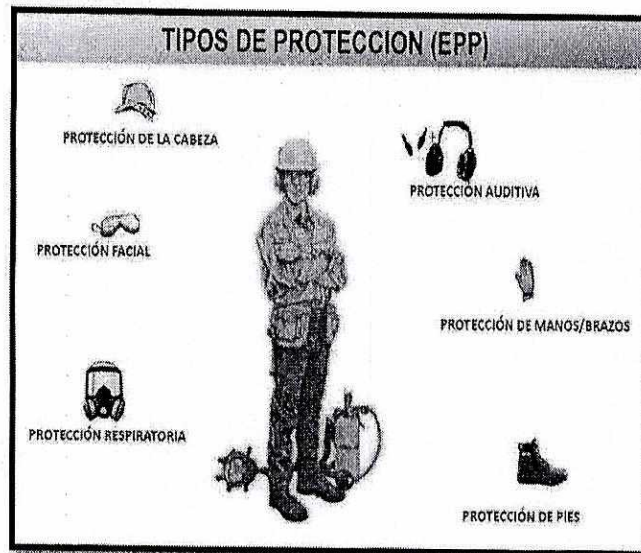 TIPOS DE PROTECCION (EPP)
PROTECCIÓN DE LA CABEZA
PROTECCIÓN AUDITIVA
PROTECCIÓN FACIAL
PROTECCIÓN DE MANOS/BRAZOS
PROTECCIÓN RESPIRATORIA
PROTECCIÓN DE PIES